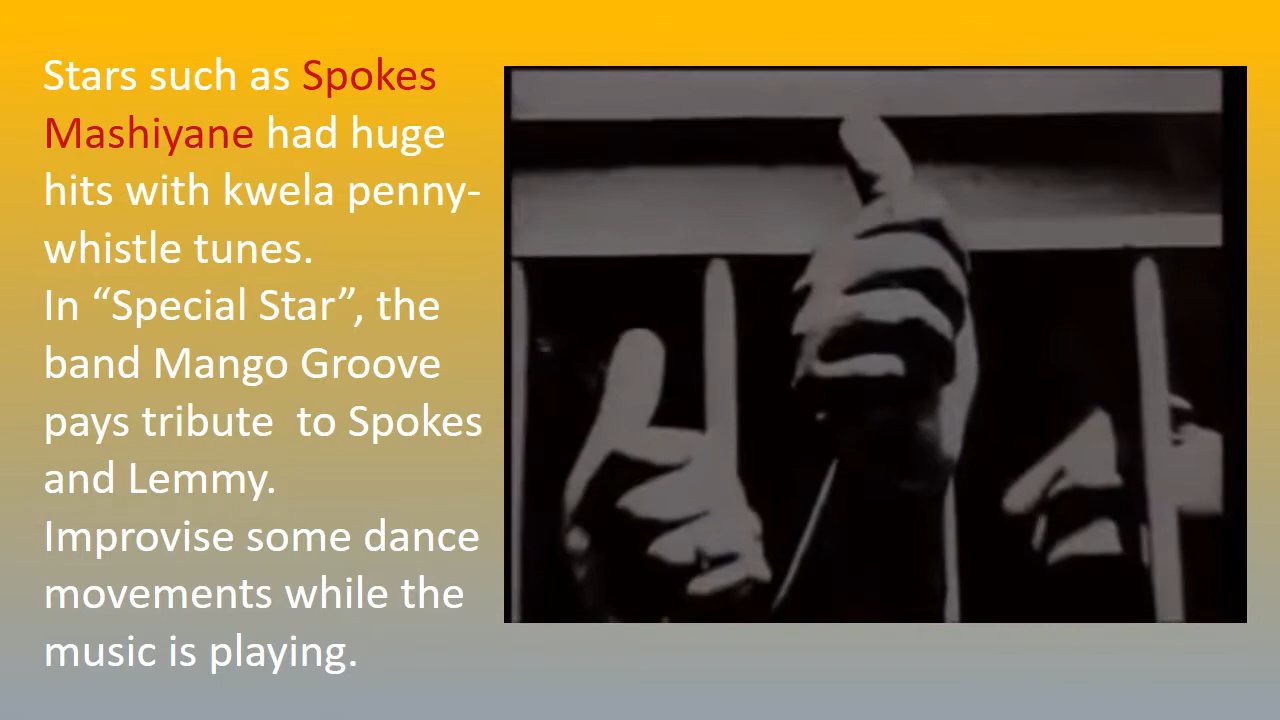 Stars such as Spokes
Mashiyane had huge
hits with kwela penny-
whistle tunes.
In “Special Star”, the
band Mango Groove
pays tribute  to Spokes
and Lemmy.
Improvise some dance
movements while the
music is playing.